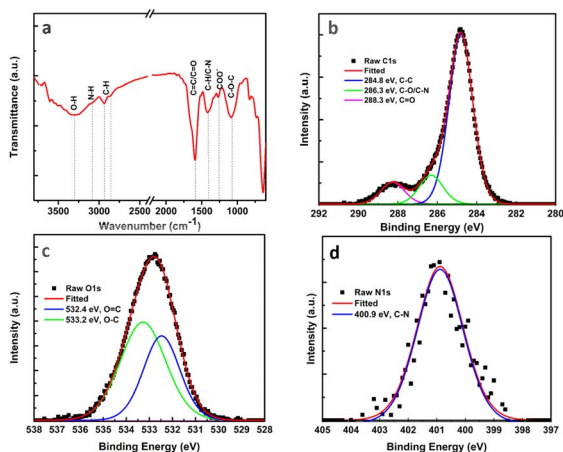 a
Transmittance (a.u.)
O-H
N-H
C-H
C=C/C=O
C-H/C-N
COO-
C-O-C
3500
3000
2500
2000
1500
1000
Wavenumber (cm-1)
b
Intensity (a.u.)
Raw C1s
Fitted
284.8 eV, C-C
286.3 eV, C-O/C-N
288.3 eV, C=O
292
290
288
286
284
282
280
Binding Energy (eV)
c
Intensity (a.u.)
Raw O1s
Fitted
532.4 eV, O=C
533.2 eV, O-C
538
537
536
535
534
533
532
531
530
529
528
Binding Energy (eV)
d
Intensity (a.u.)
Raw N1s
Fitted
400.9 eV, C-N
405
404
403
402
401
400
399
398
397
Binding Energy (eV)